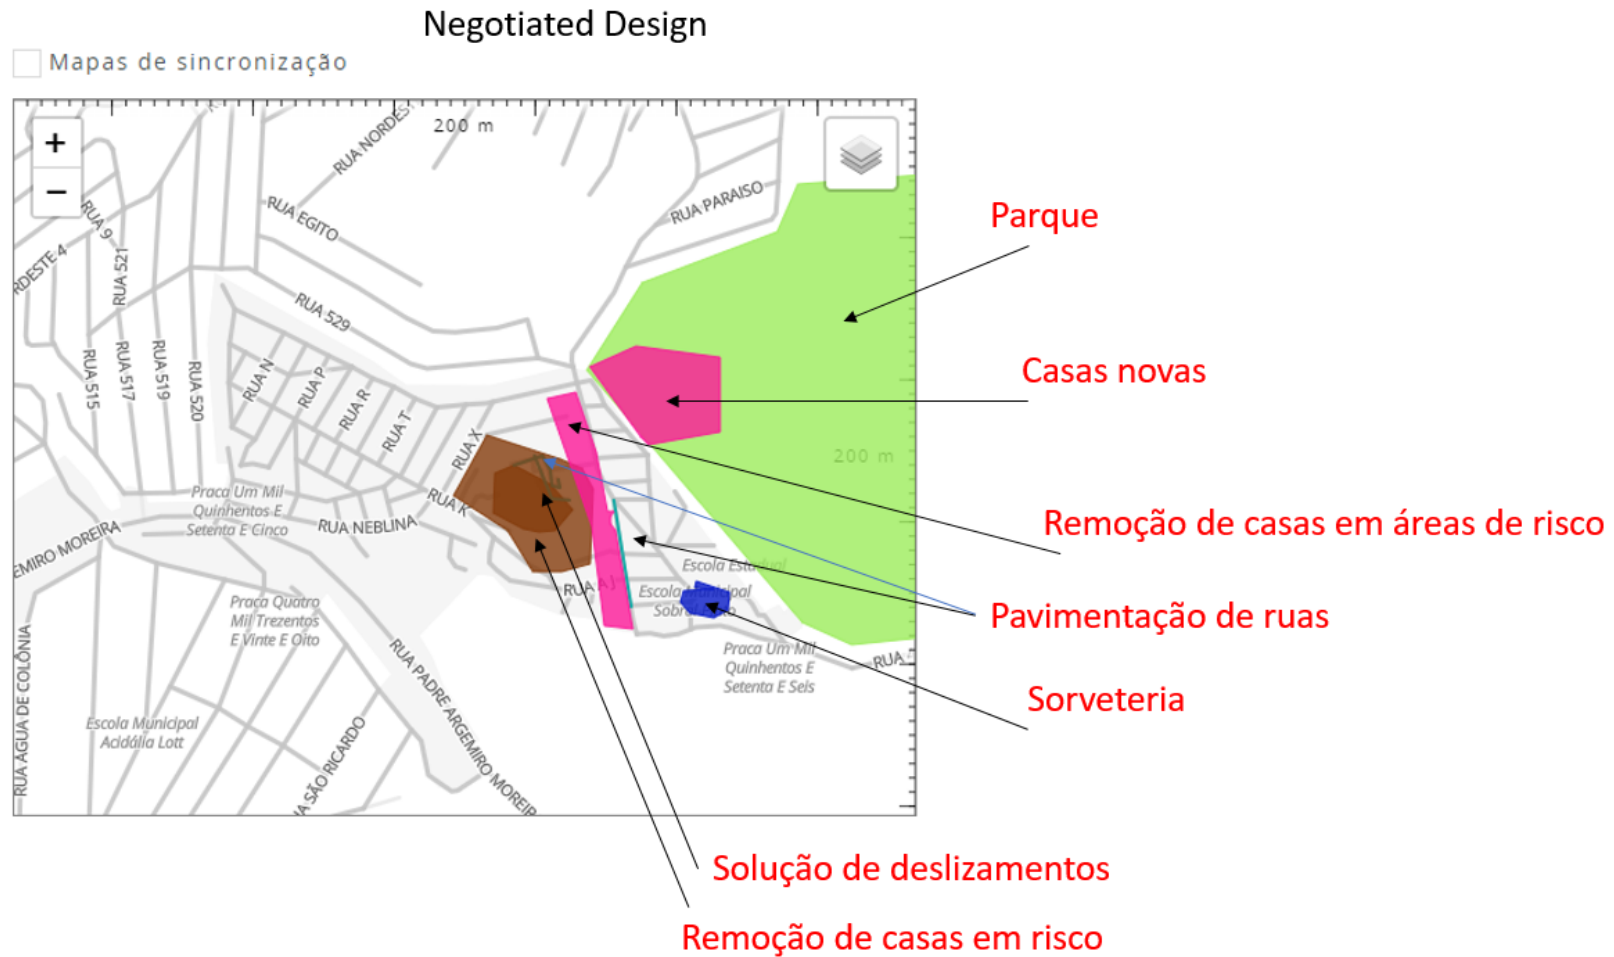 Negotiated Design
Mapas de sincronização
200 m
+
−
RUA NORDEST
RUA PARAISO
RUA EGITO
RUA 9
RUA 521
RDESTE 4
RUA 529
Parque
RUA 515
RUA 517
RUA 519
RUA 520
RUA N
RUA P
RUA R
RUA T
RUA X
Casas novas
200 m
RUA K
Praca Um Mil
Quinhentos E
Setenta E Cinco
RUA NEBLINA
EMIRO MOREIRA
Remoção de casas em áreas de risco
Escola Estadual
RUA A J
Escola Municipal
Praca Quatro
Mil Trezentos
E Vinte E Oito
Pavimentação de ruas
Praca Um Mil
Quinhentos E
Setenta E Seis
RUA
RUA AGUA DE COLÔNIA
RUA PADRE ARGEMIRO MOREIR
Sorveteria
Escola Municipal
Acidália Lott
UA SÃO RICARDO
Solução de deslizamentos
Remoção de casas em risco